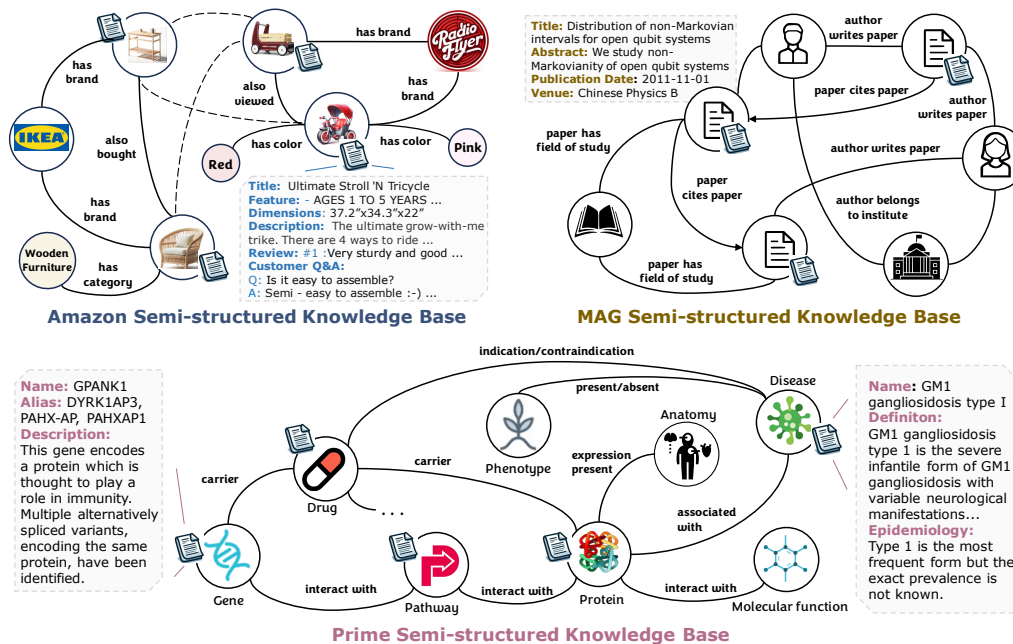 has brand
Radio
Flyer
has
brand
also
viewed
has
brand
IKEA
also
bought
has color
has color
Red
Pink
has
brand
Wooden
Furniture
has
category
Title: Ultimate Stroll 'N Tricycle
Feature: - AGES 1 TO 5 YEARS ...
Dimensions: 37.2"x34.3"x22"
Description: The ultimate grow-with-me
trike. There are 4 ways to ride ...
Review: #1 :Very sturdy and good ...
Customer Q&A:
Q: Is it easy to assemble?
A: Semi - easy to assemble :-) ...
Amazon Semi-structured Knowledge Base
Title: Distribution of non-Markovian
intervals for open qubit systems
Abstract: We study non-
Markovianity of open qubit systems
Publication Date: 2011-11-01
Venue: Chinese Physics B
author
writes paper
paper cites paper
author
writes paper
paper has
field of study
author writes paper
paper
cites paper
author belongs
to institute
paper has
field of study
MAG Semi-structured Knowledge Base
Name: GPANK1
Alias: DYRK1AP3,
PAHX-AP, PAHXAP1
Description:
This gene encodes
a protein which is
thought to play a
role in immunity.
Multiple alternatively
spliced variants,
encoding the same
protein, have been
identified.
indication/contraindication
present/absent
Disease
Anatomy
Phenotype
expression
present
carrier
carrier
Drug
...
associated
with
Gene
interact with
Pathway
interact with
Protein
interact with
Molecular function
Name: GM1
gangliosidosis type I
Definiton:
GM1 gangliosidosis
type 1 is the severe
infantile form of GM1
gangliosidosis with
variable neurological
manifestations...
Epidemiology:
Type 1 is the most
frequent form but the
exact prevalence is
not known.
Prime Semi-structured Knowledge Base